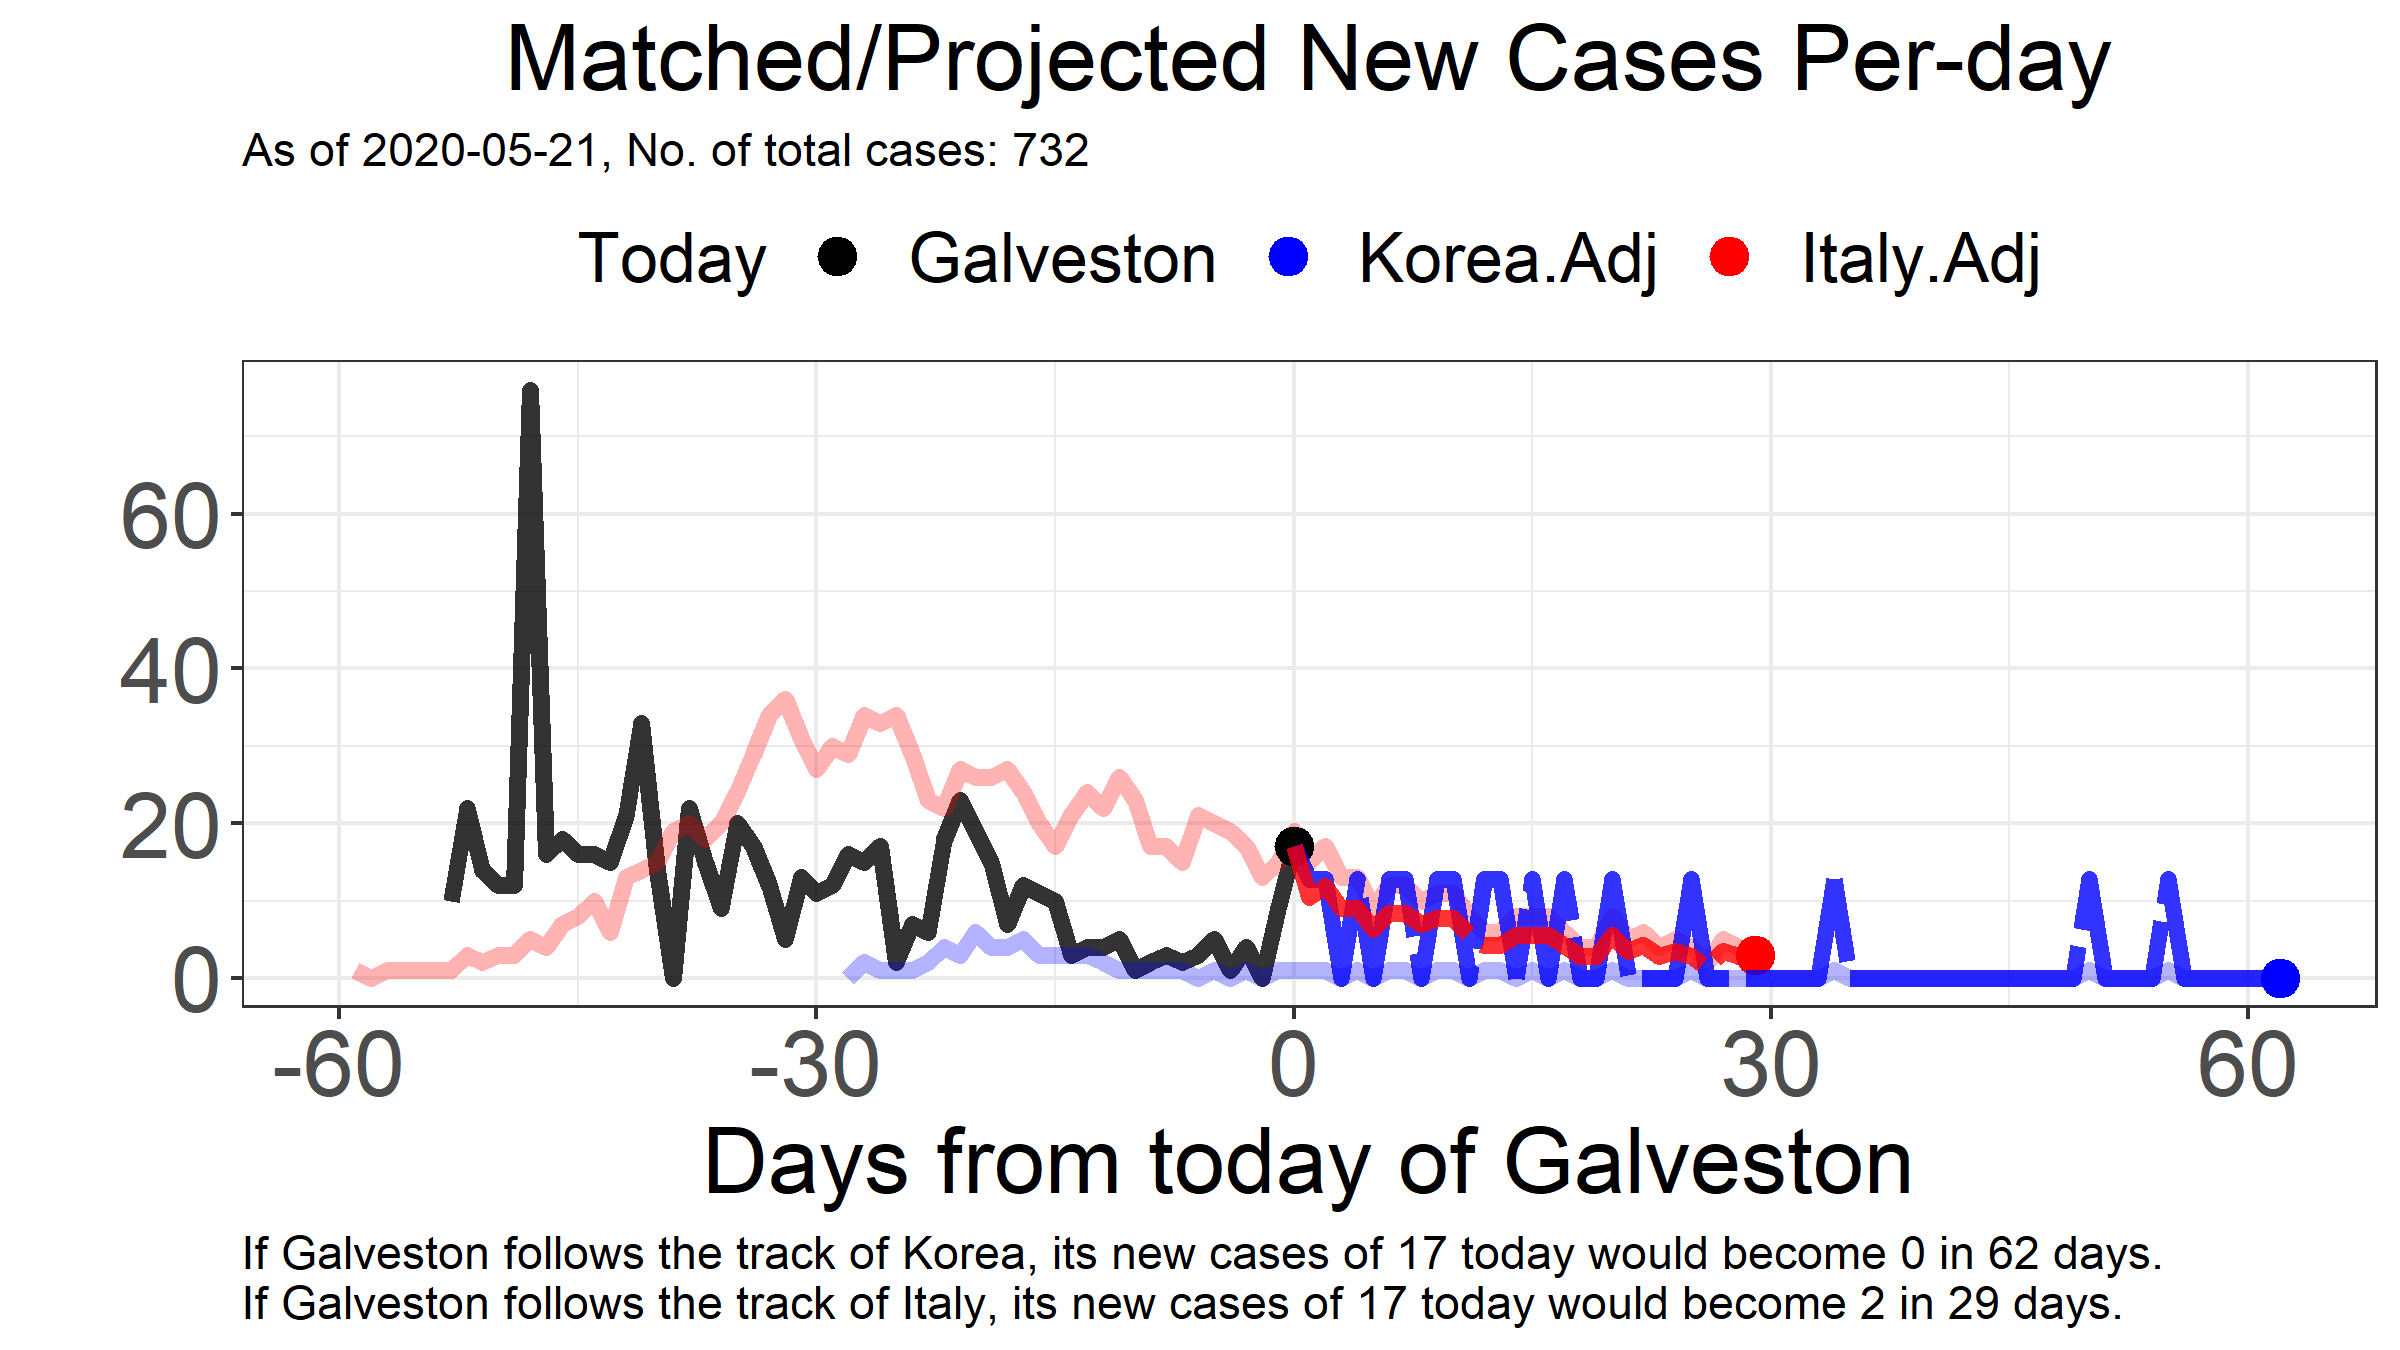 Matched/Projected New Cases Per-day
As of 2020-05-21, No. of total cases: 732
Today Galveston Korea.Adj Italy.Adj
60
40
20
0
-60 -30 0 30 60
Days from today of Galveston
If Galveston follows the track of Korea, its new cases of 17 today would become 0 in 62 days.
If Galveston follows the track of Italy, its new cases of 17 today would become 2 in 29 days.